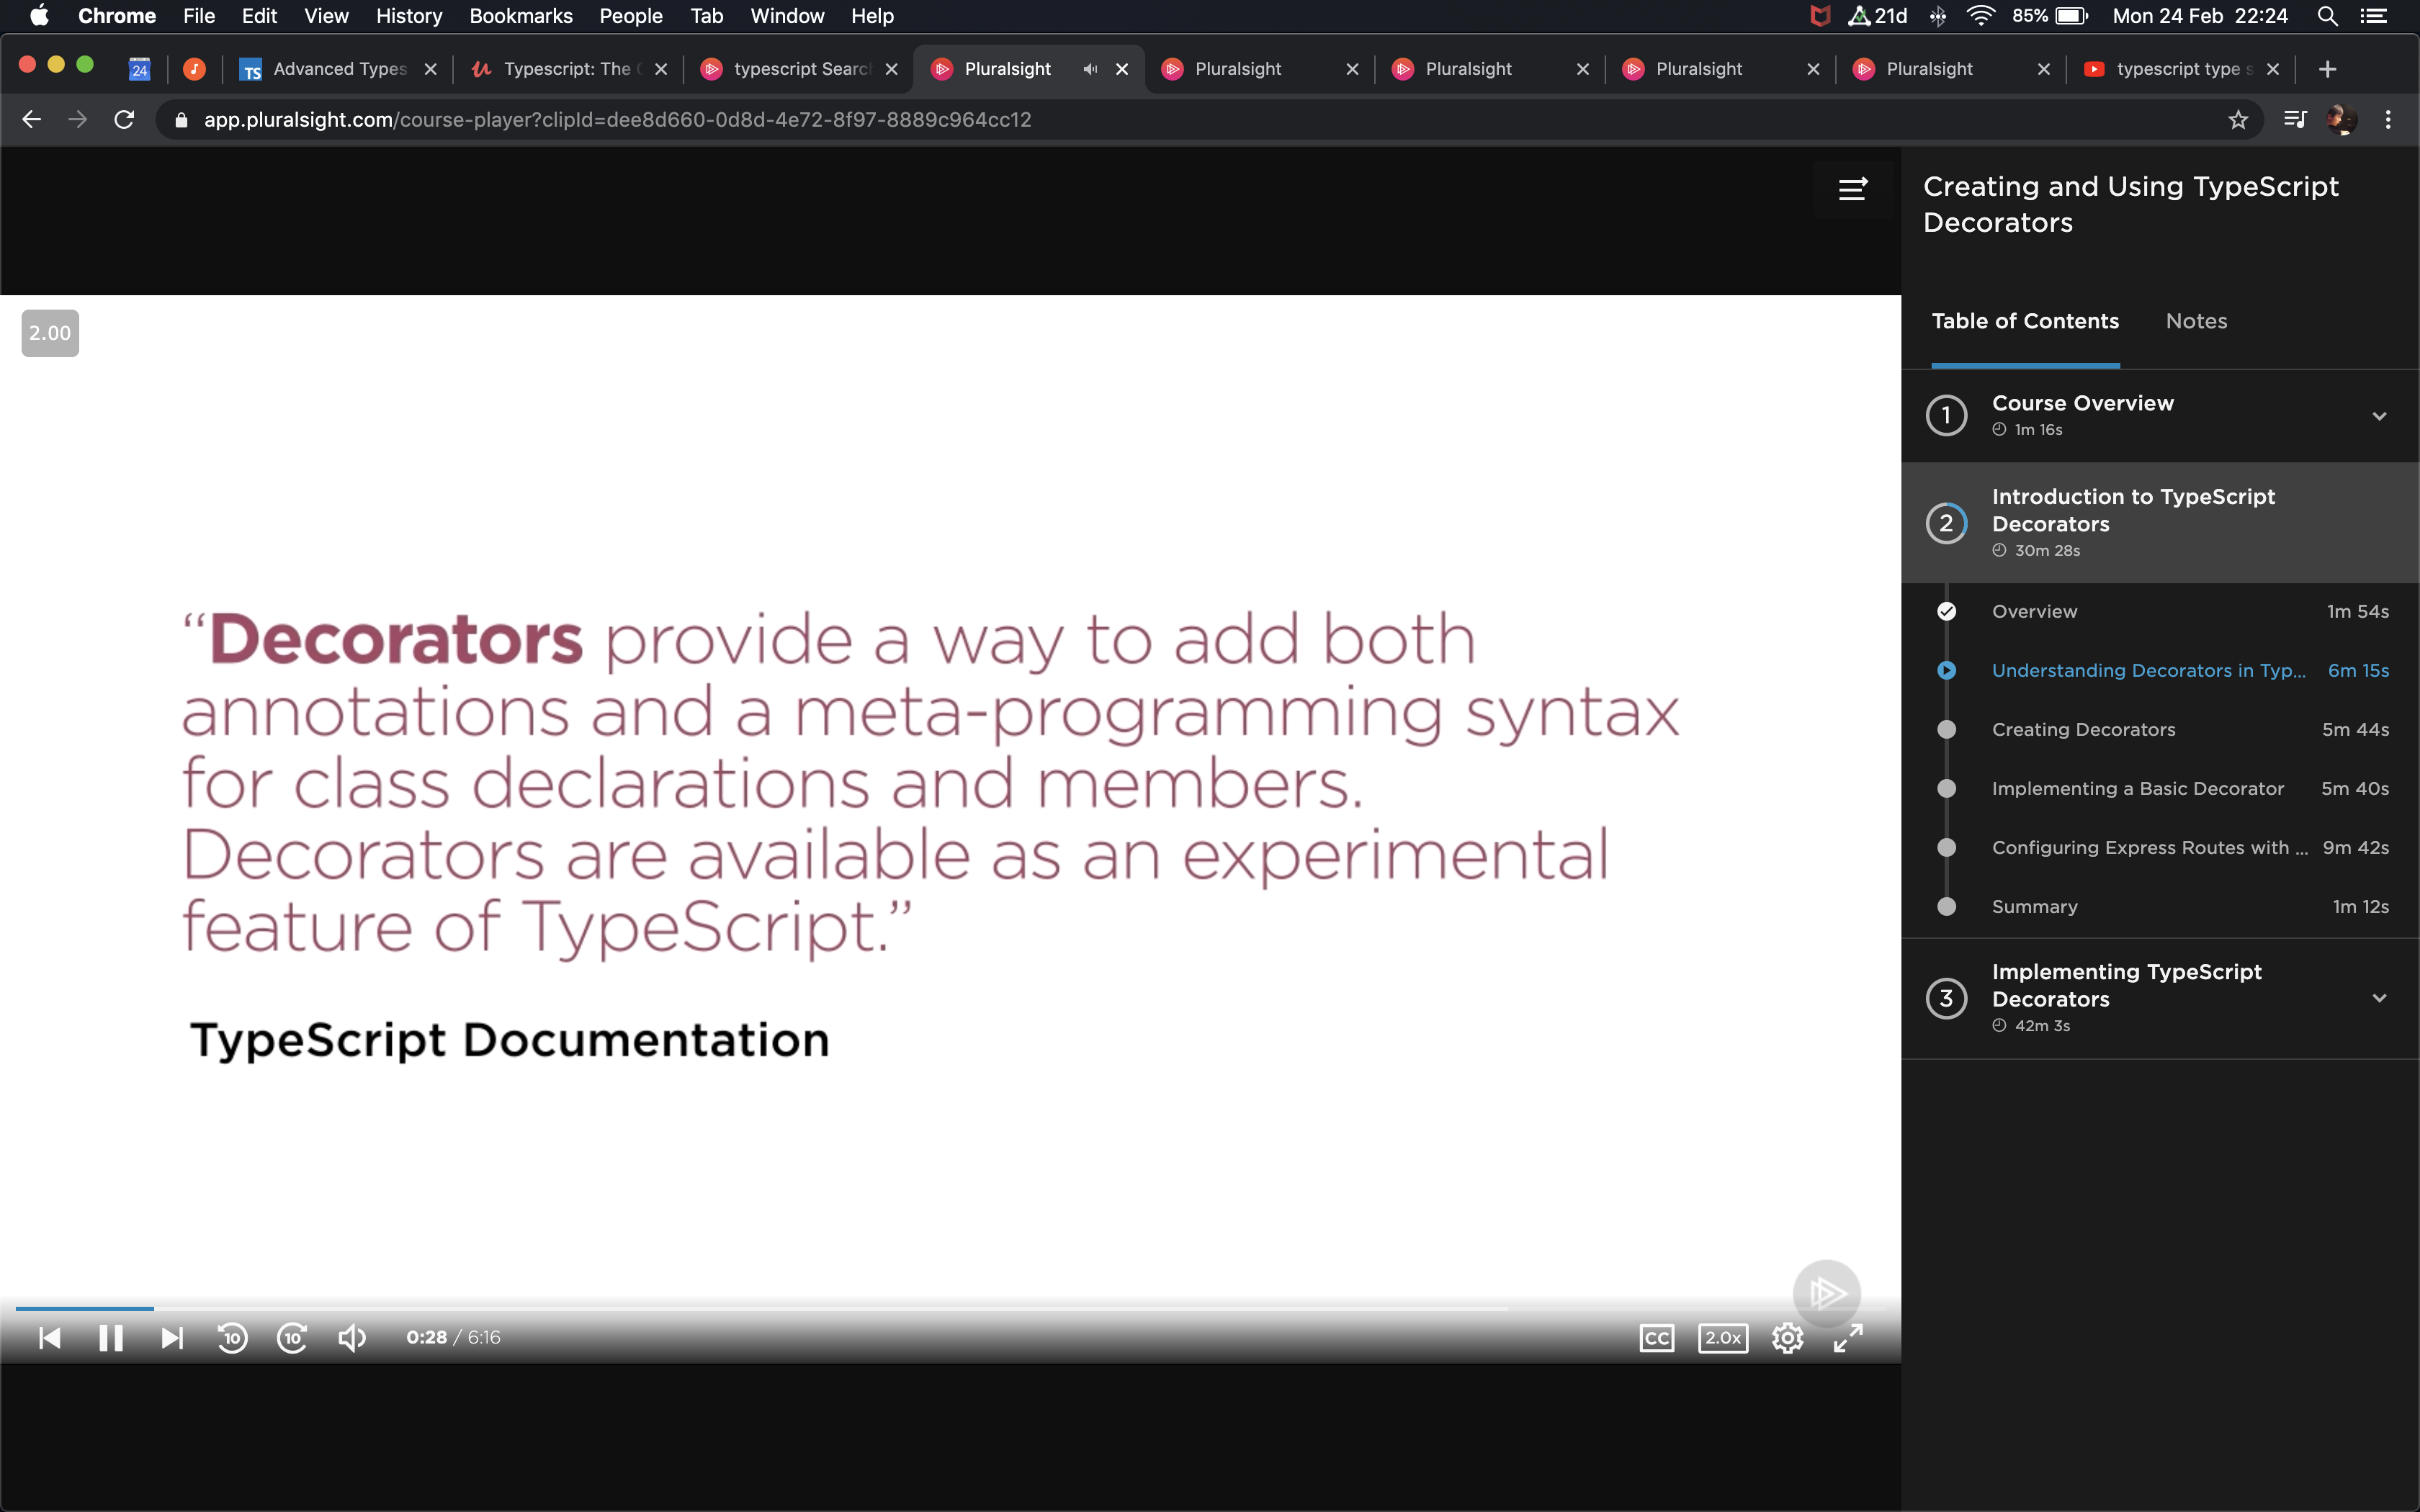 Chrome File Edit View History Bookmarks People Tab Window Help 21d 85% Mon 24 Feb 22:24
24 TS Advanced Types Typescript: The typescript Search Pluralsight Pluralsight Pluralsight Pluralsight Pluralsight typescript type
app.pluralsight.com/course-player?clipId=dee8d660-0d8d-4e72-8f97-8889c964cc12
2.00
“Decorators provide a way to add both
annotations and a meta-programming syntax
for class declarations and members.
Decorators are available as an experimental
feature of TypeScript.”
TypeScript Documentation
10 10 0:28 / 6:16 CC 2.0x
Creating and Using TypeScript
Decorators
Table of Contents Notes
1 Course Overview
1m 16s
2 Introduction to TypeScript
Decorators
30m 28s
Overview 1m 54s
Understanding Decorators in Typ... 6m 15s
Creating Decorators 5m 44s
Implementing a Basic Decorator 5m 40s
Configuring Express Routes with ... 9m 42s
Summary 1m 12s
3 Implementing TypeScript
Decorators
42m 3s